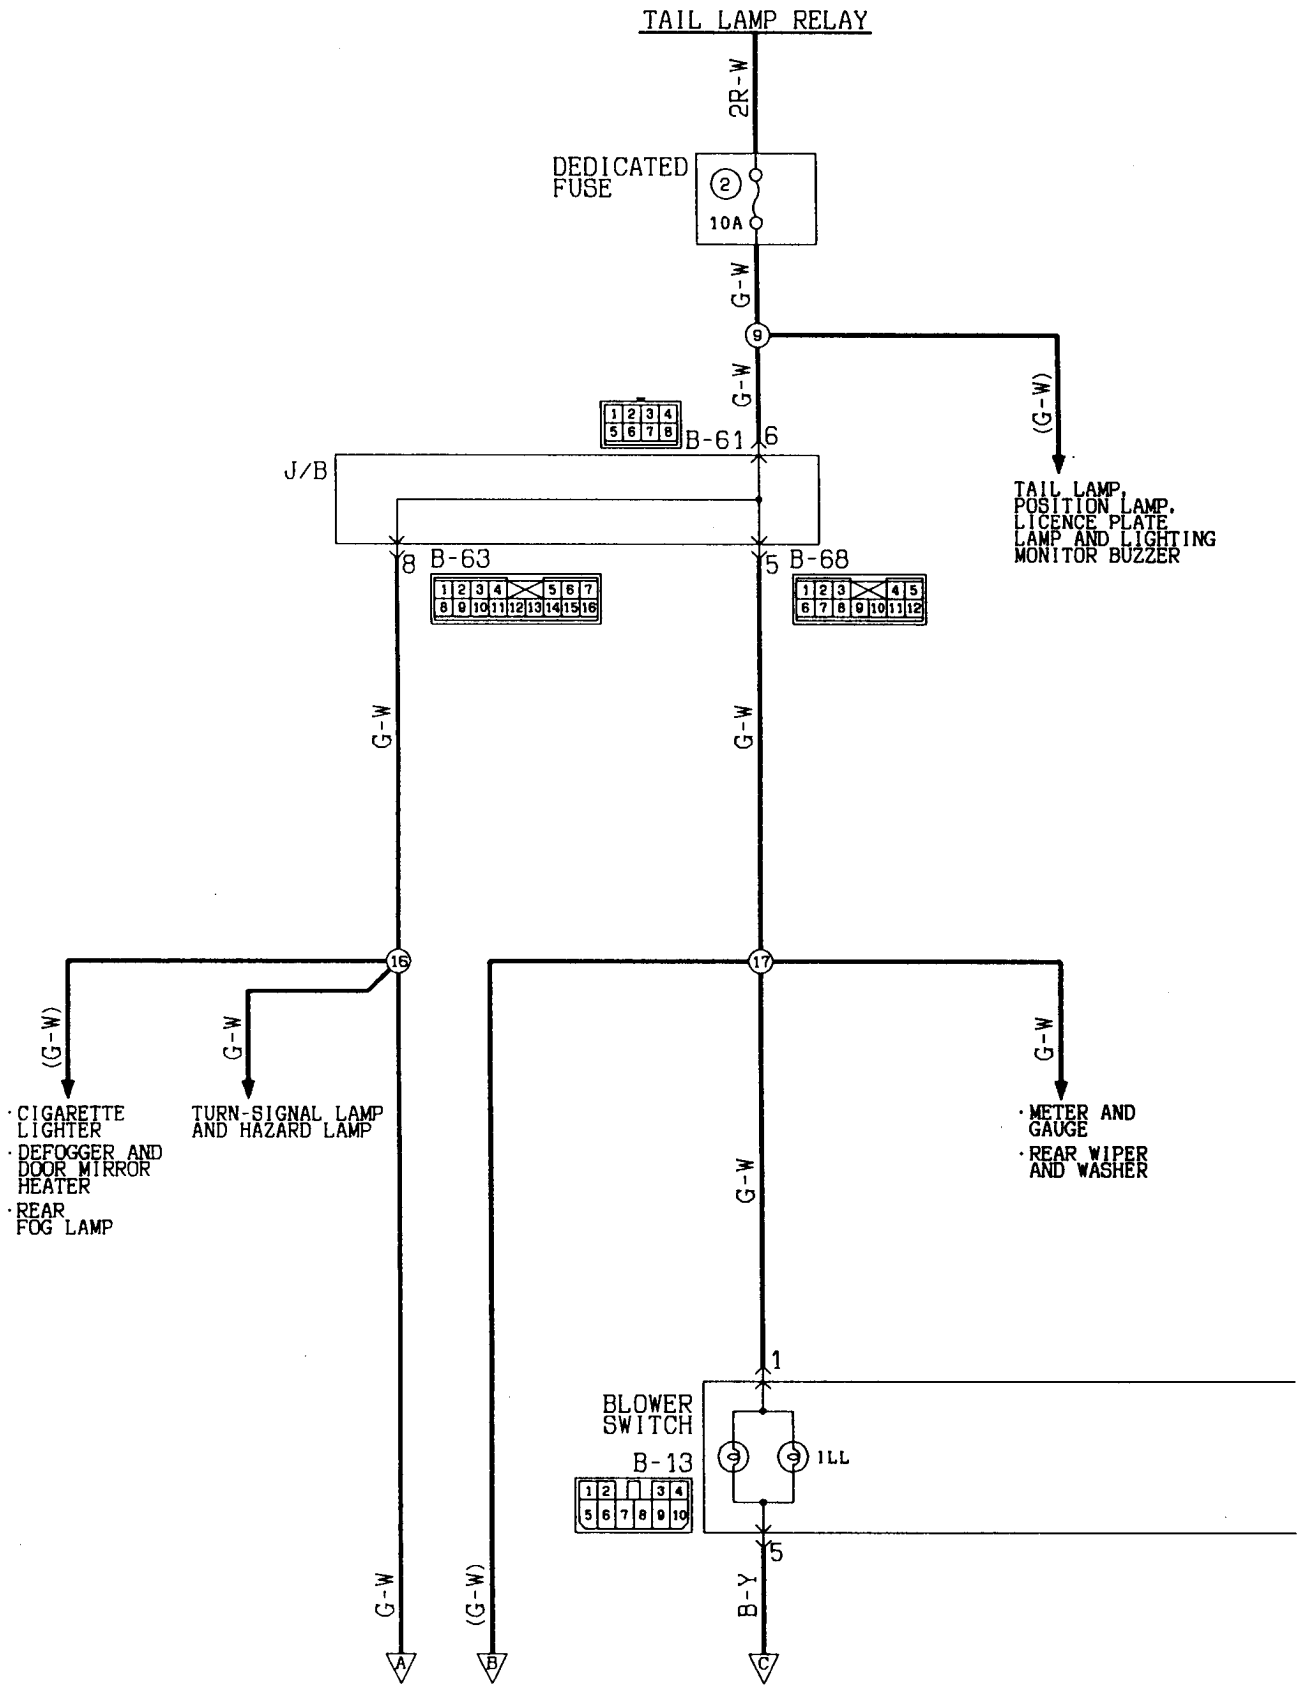 TAIL LAMP RELAY
2R-W
DEDICATED
FUSE
2
10A
G-W
9
G-W
(G-W)
1 2 3 4
5 6 7 8
B-61
6
J/B
TAIL LAMP,
POSITION LAMP,
LICENCE PLATE
LAMP AND LIGHTING
MONITOR BUZZER
8
B-63
5
B-68
1 2 3 4 5 6 7
8 9 10 11 12 13 14 15 16
1 2 3 4 5
6 7 8 9 10 11 12
G-W
G-W
16
17
(G-W)
G-W
G-W
·CIGARETTE
LIGHTER
·DEFOGGER AND
DOOR MIRROR
HEATER
·REAR
FOG LAMP
TURN-SIGNAL LAMP
AND HAZARD LAMP
·METER AND
GAUGE
·REAR WIPER
AND WASHER
G-W
1
BLOWER
SWITCH
B-13
ILL
1 2 3 4
5 6 7 8 9 10
5
G-W
(G-W)
B-Y
A
B
C